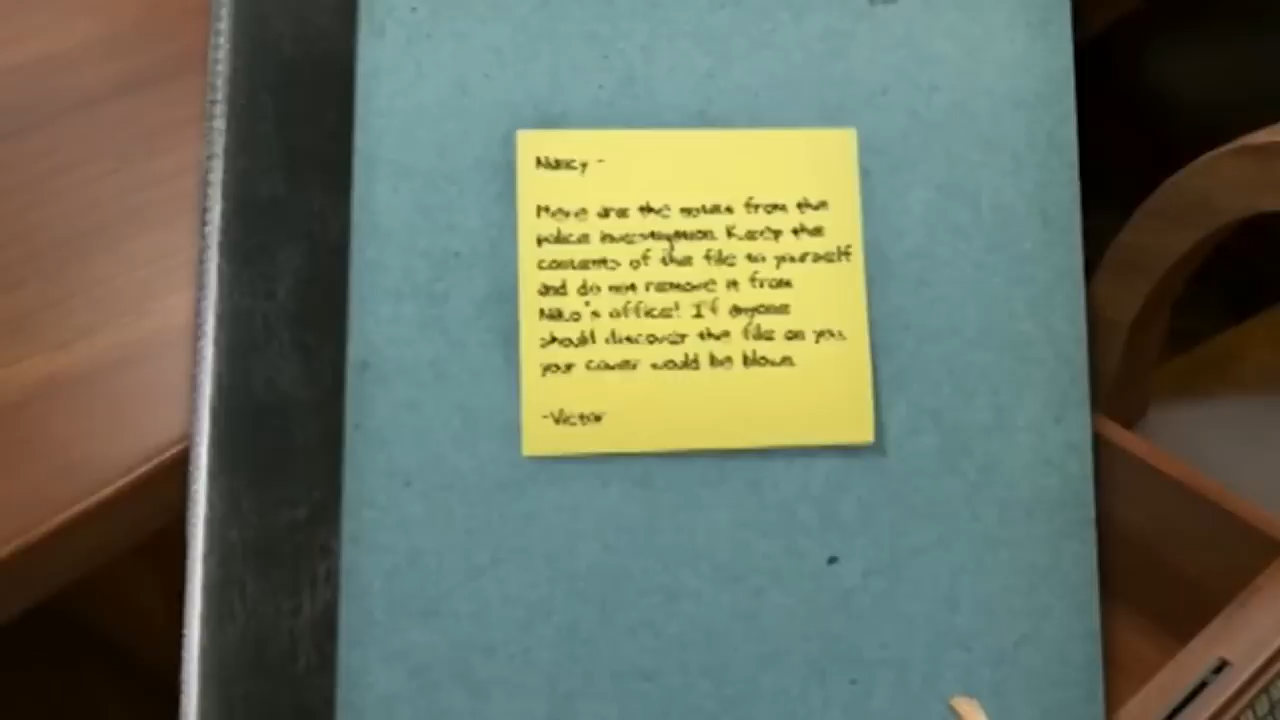 Nancy -
Here are the notes from the
police investigation. Keep the
contents of the file to yourself
and do not remove it from
Niko's office! If anyone
should discover the file on you,
your cover would be blown.
-Victor